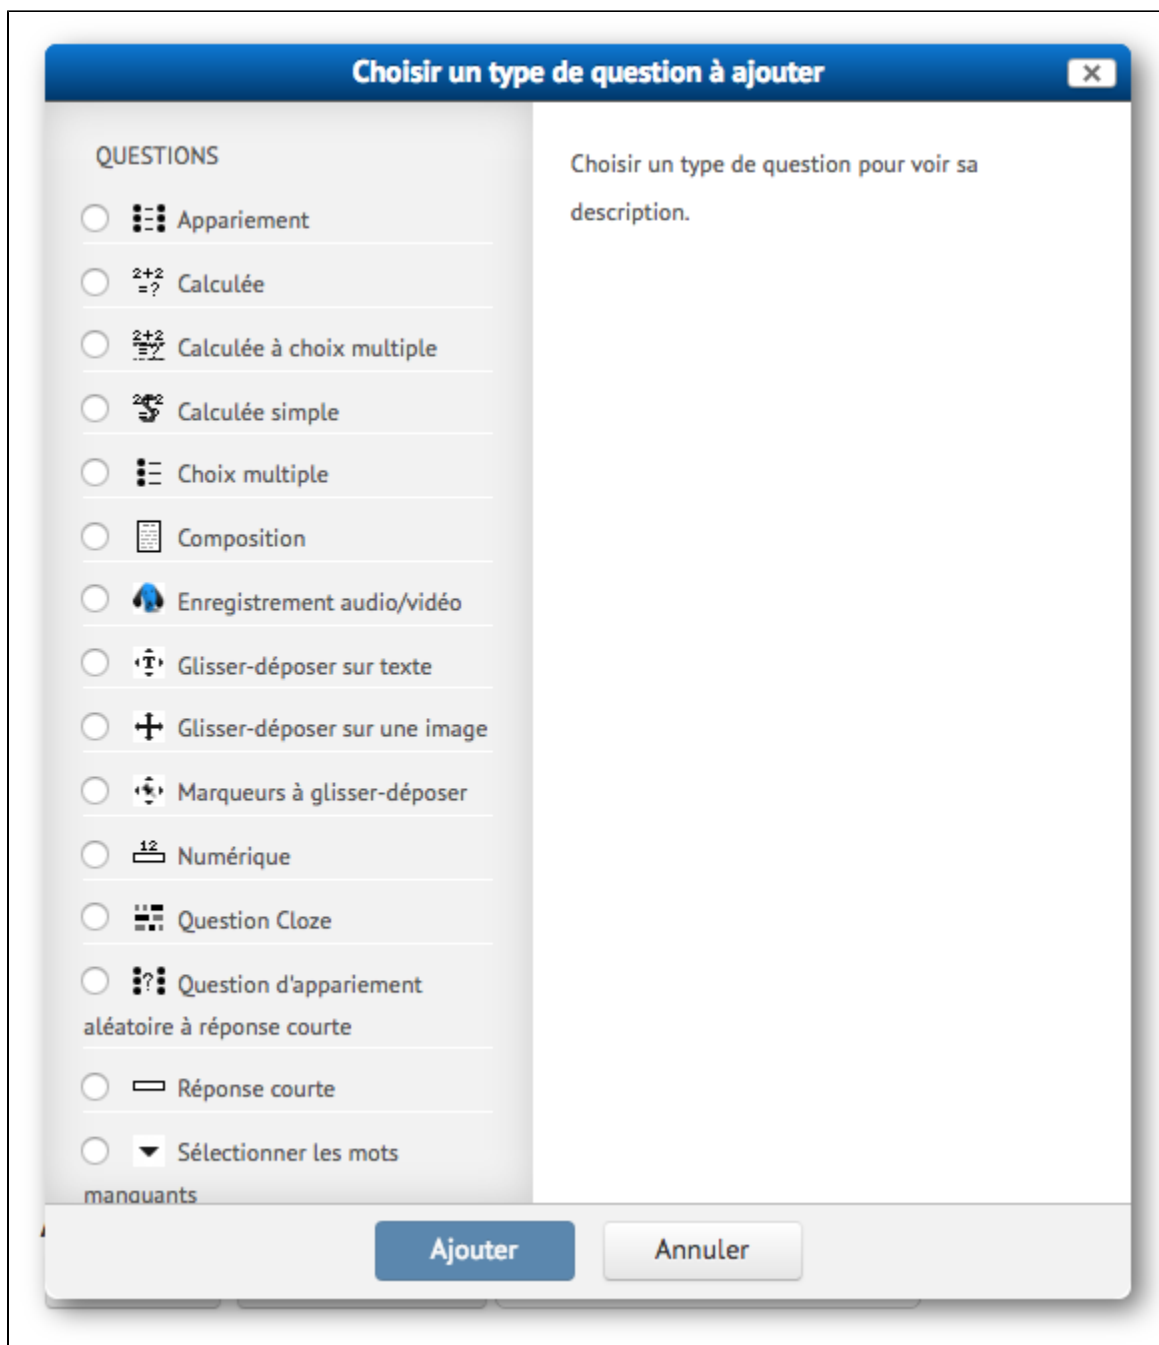 Choisir un type de question à ajouter
QUESTIONS
Appariement
Calculée
Calculée à choix multiple
Calculée simple
Choix multiple
Composition
Enregistrement audio/vidéo
Glisser-déposer sur texte
Glisser-déposer sur une image
Marqueurs à glisser-déposer
Numérique
Question Cloze
Question d'appariement
aléatoire à réponse courte
Réponse courte
Sélectionner les mots
manquants
Choisir un type de question pour voir sa
description.
Ajouter
Annuler